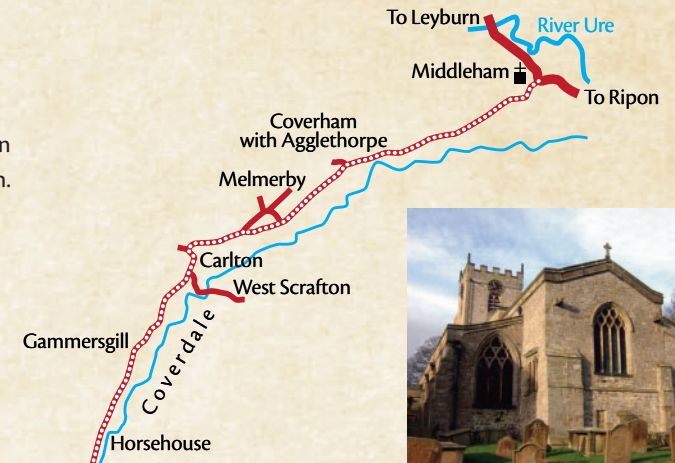 To Leyburn
River Ure
Middleham
To Ripon
Coverham
with Agglethorpe
n
n.
Melmerby
Carlton
West Scrafton
Gammersgill
Coverdale
Horsehouse